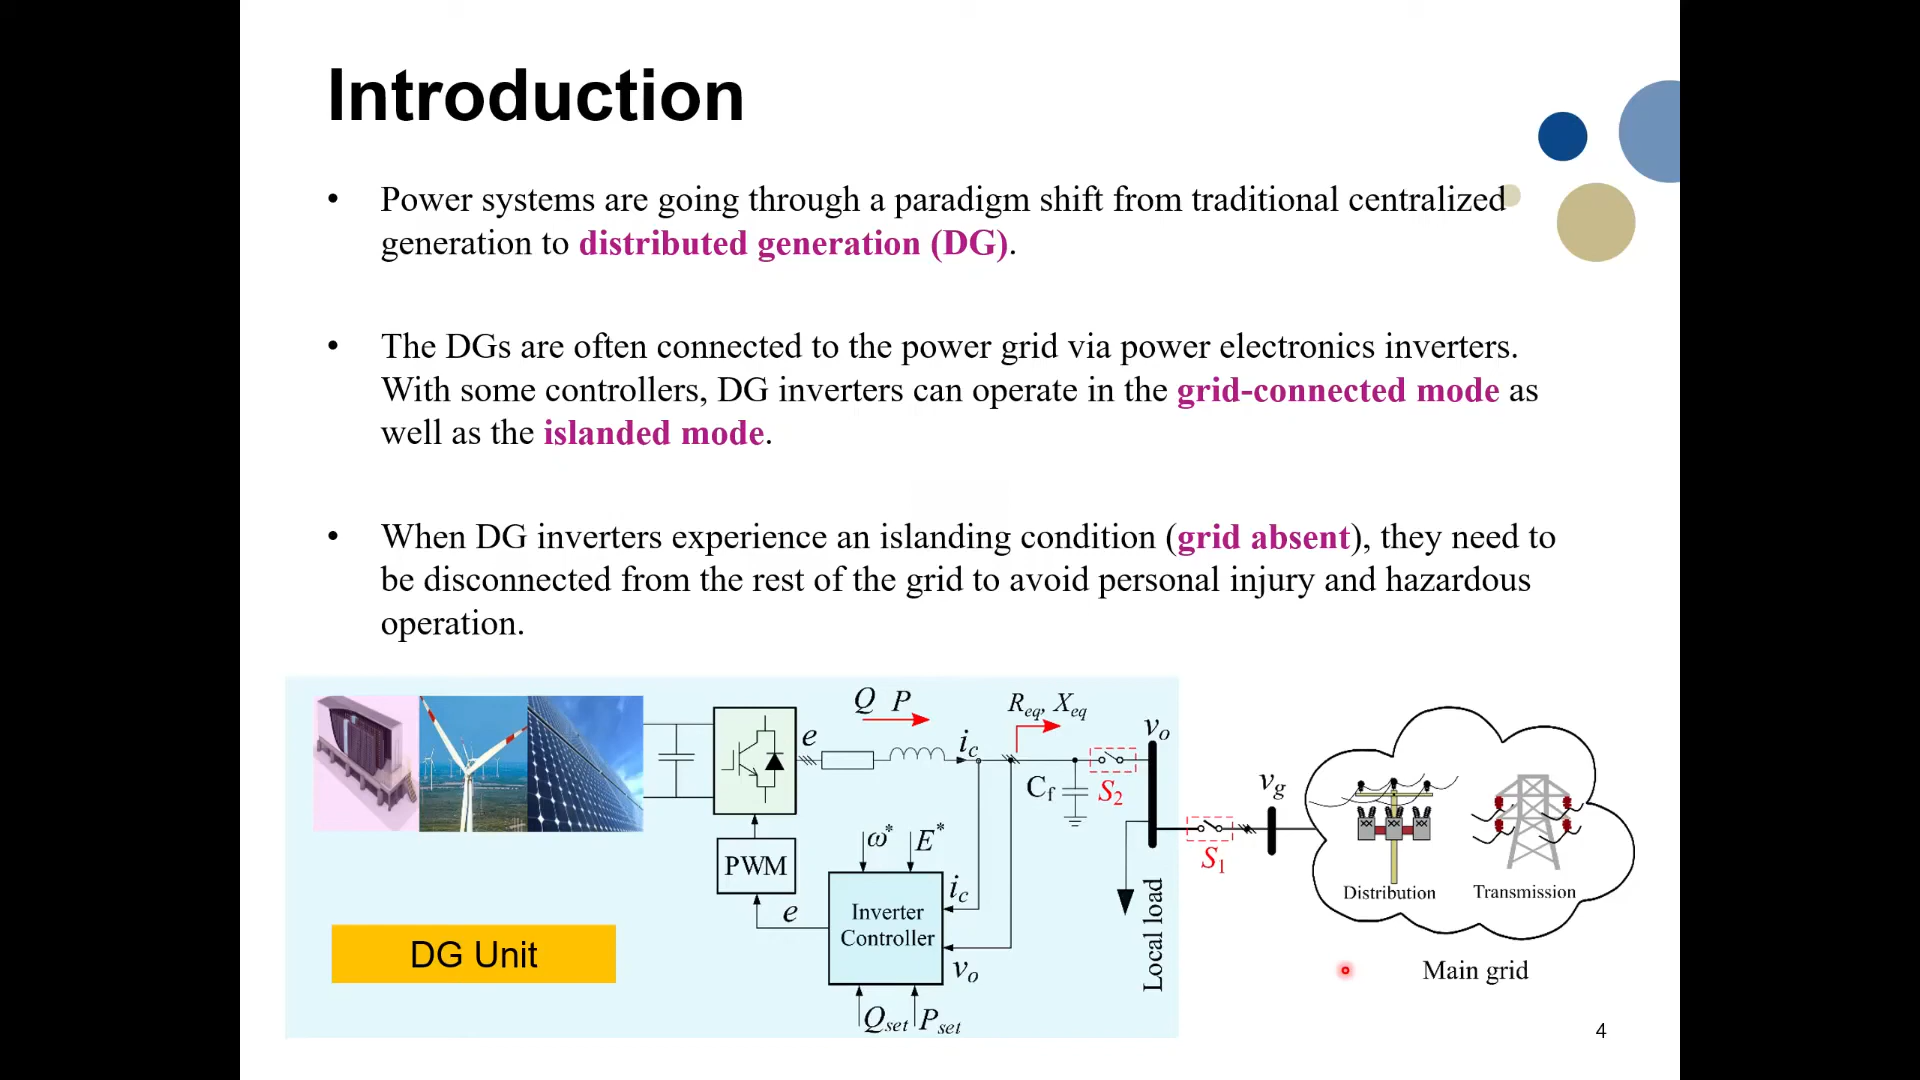 Introduction
• Power systems are going through a paradigm shift from traditional centralized
generation to distributed generation (DG).
• The DGs are often connected to the power grid via power electronics inverters.
With some controllers, DG inverters can operate in the grid-connected mode as
well as the islanded mode.
• When DG inverters experience an islanding condition (grid absent), they need to
be disconnected from the rest of the grid to avoid personal injury and hazardous
operation.
Q P
Req, Xeq
vo
e
ic
Cf
S2
vg
S1
ω* E*
PWM
ic
e
Inverter
Controller
vo
Qset Pset
Local load
DG Unit
Distribution
Transmission
Main grid
4